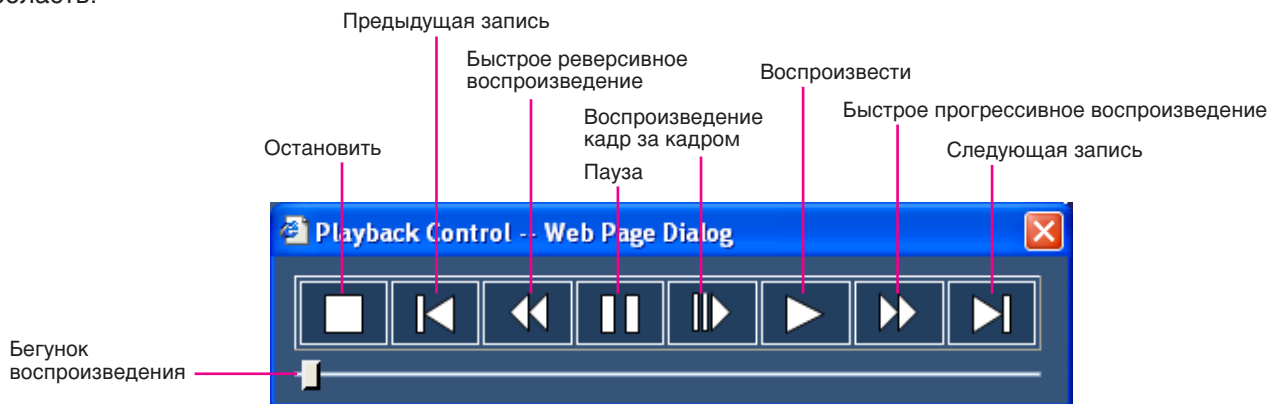 область.
Предыдущая запись
Быстрое реверсивное
воспроизведение
Воспроизвести
Воспроизведение
кадр за кадром
Быстрое прогрессивное воспроизведение
Остановить
Пауза
Следующая запись
Playback Control -- Web Page Dialog
Бегунок
воспроизведения